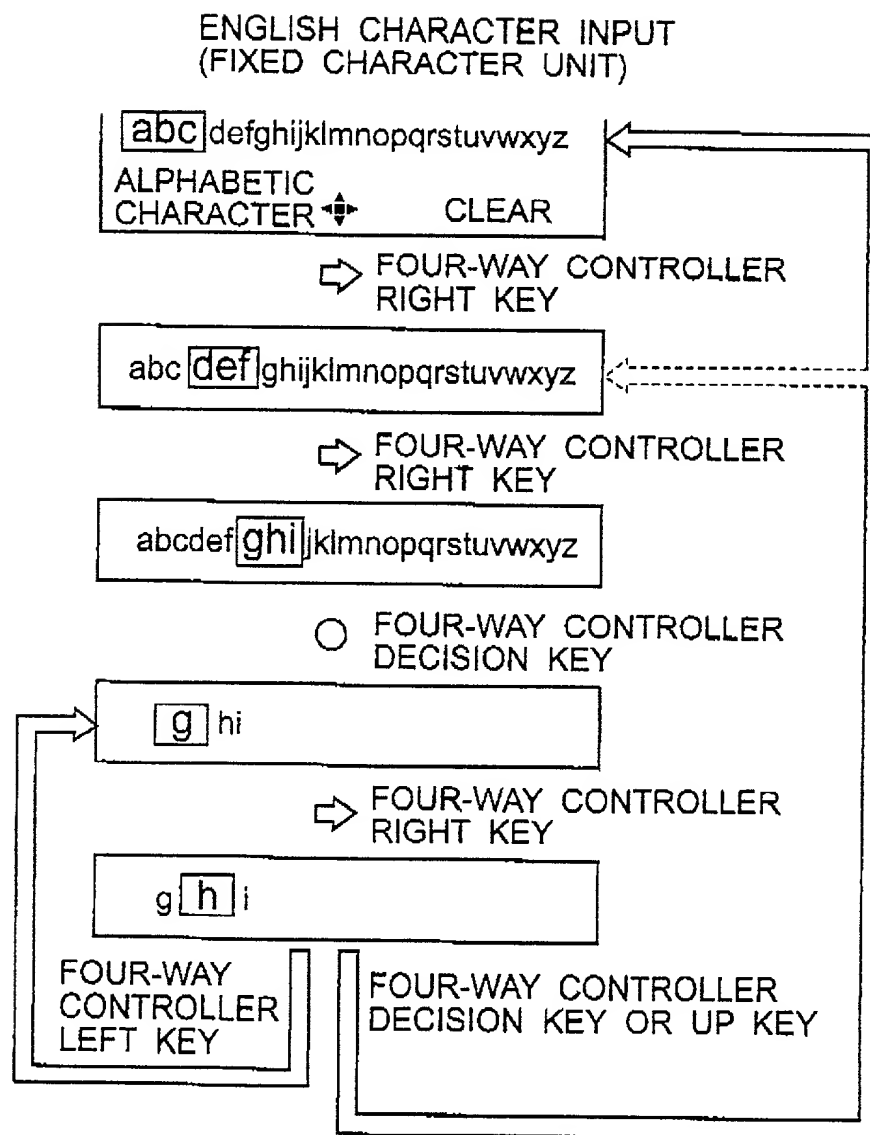 ENGLISH CHARACTER INPUT
(FIXED CHARACTER UNIT)
abc defghijklmnopqrstuvwxyz
ALPHABETIC
CHARACTER CLEAR
FOUR-WAY CONTROLLER
RIGHT KEY
abc def ghijklmnopqrstuvwxyz
FOUR-WAY CONTROLLER
RIGHT KEY
abcdef ghi jklmnopqrstuvwxyz
FOUR-WAY CONTROLLER
DECISION KEY
g hi
FOUR-WAY CONTROLLER
RIGHT KEY
g h i
FOUR-WAY
CONTROLLER
LEFT KEY
FOUR-WAY CONTROLLER
DECISION KEY OR UP KEY